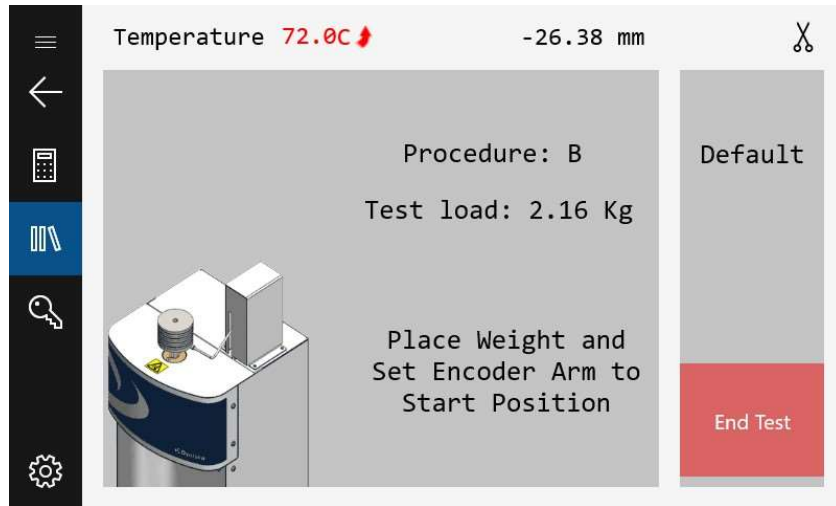 Temperature 72.0C -26.38 mm
Procedure: B
Default
Test load: 2.16 Kg
Place Weight and
Set Encoder Arm to
Start Position
End Test